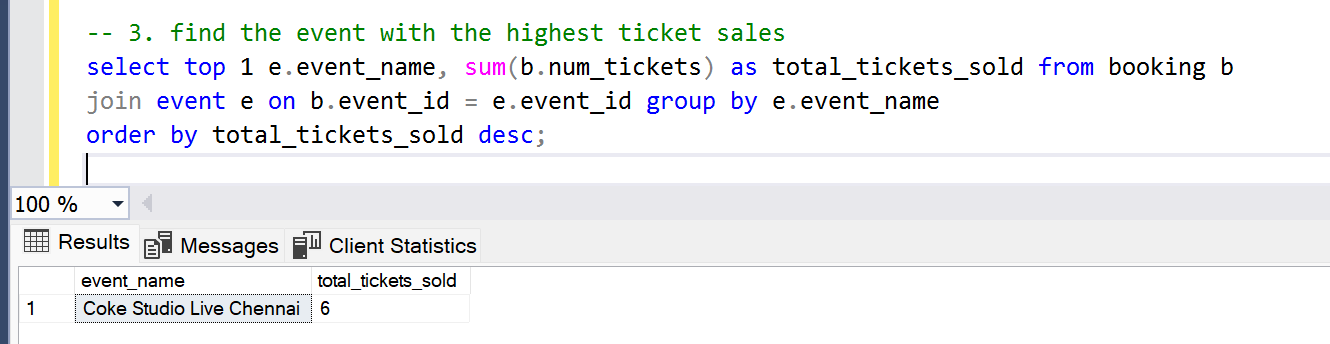 -- 3. find the event with the highest ticket sales
select top 1 e.event_name, sum(b.num_tickets) as total_tickets_sold from booking b
join event e on b.event_id = e.event_id group by e.event_name
order by total_tickets_sold desc;
100 %
Results Messages Client Statistics
event_name total_tickets_sold
1 Coke Studio Live Chennai 6